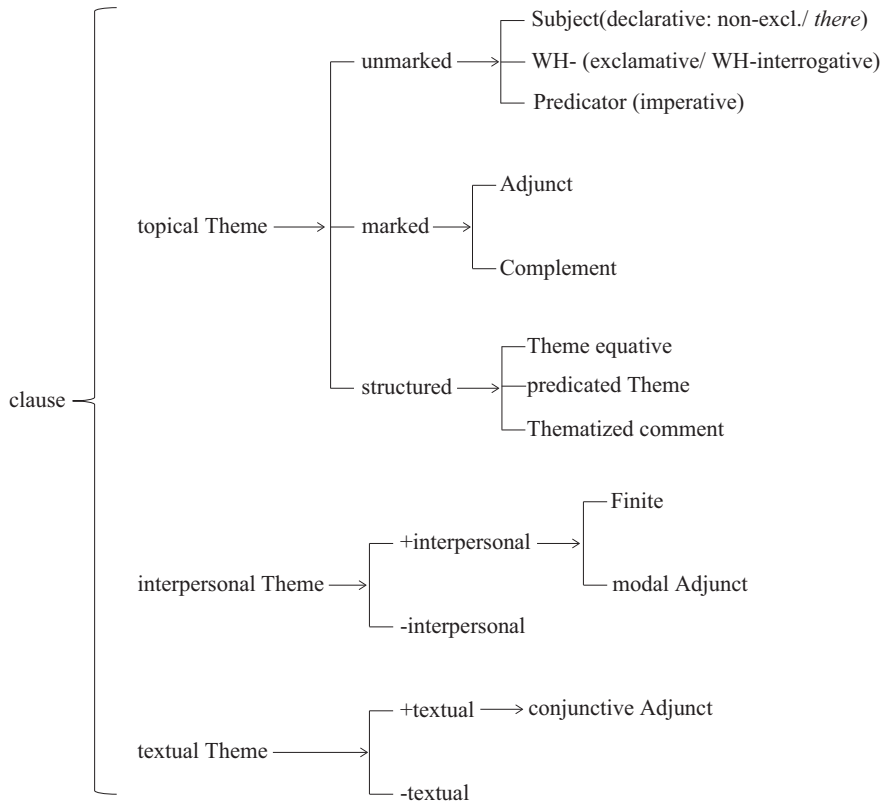 Subject(declarative: non-excl./ there)
unmarked
WH- (exclamative/ WH-interrogative)
Predicator (imperative)
Adjunct
topical Theme
marked
Complement
Theme equative
structured
predicated Theme
clause
Thematized comment
Finite
+interpersonal
interpersonal Theme
modal Adjunct
-interpersonal
+textual
conjunctive Adjunct
textual Theme
-textual